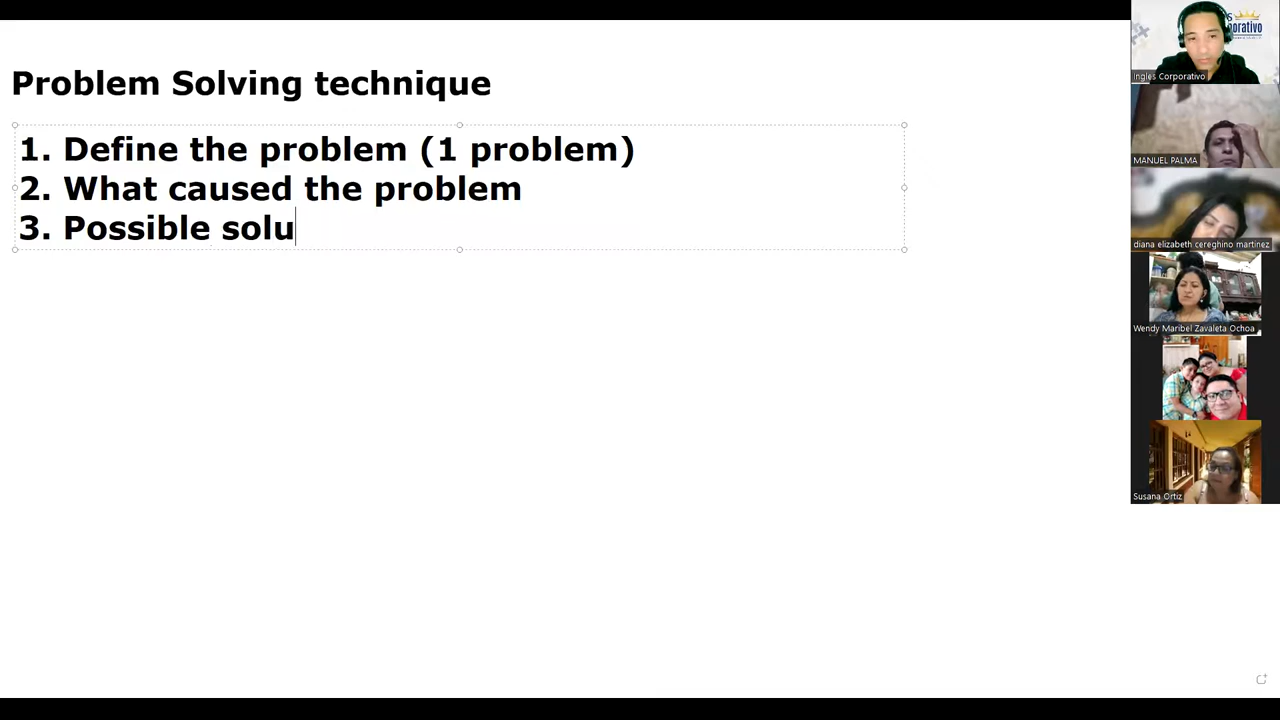 Problem Solving technique
1. Define the problem (1 problem)
2. What caused the problem
3. Possible solu
orativo
Ingles Corporativo
MANUEL PALMA
diana elizabeth cereghino martinez
Wendy Maribel Zavaleta Ochoa
Susana Ortiz